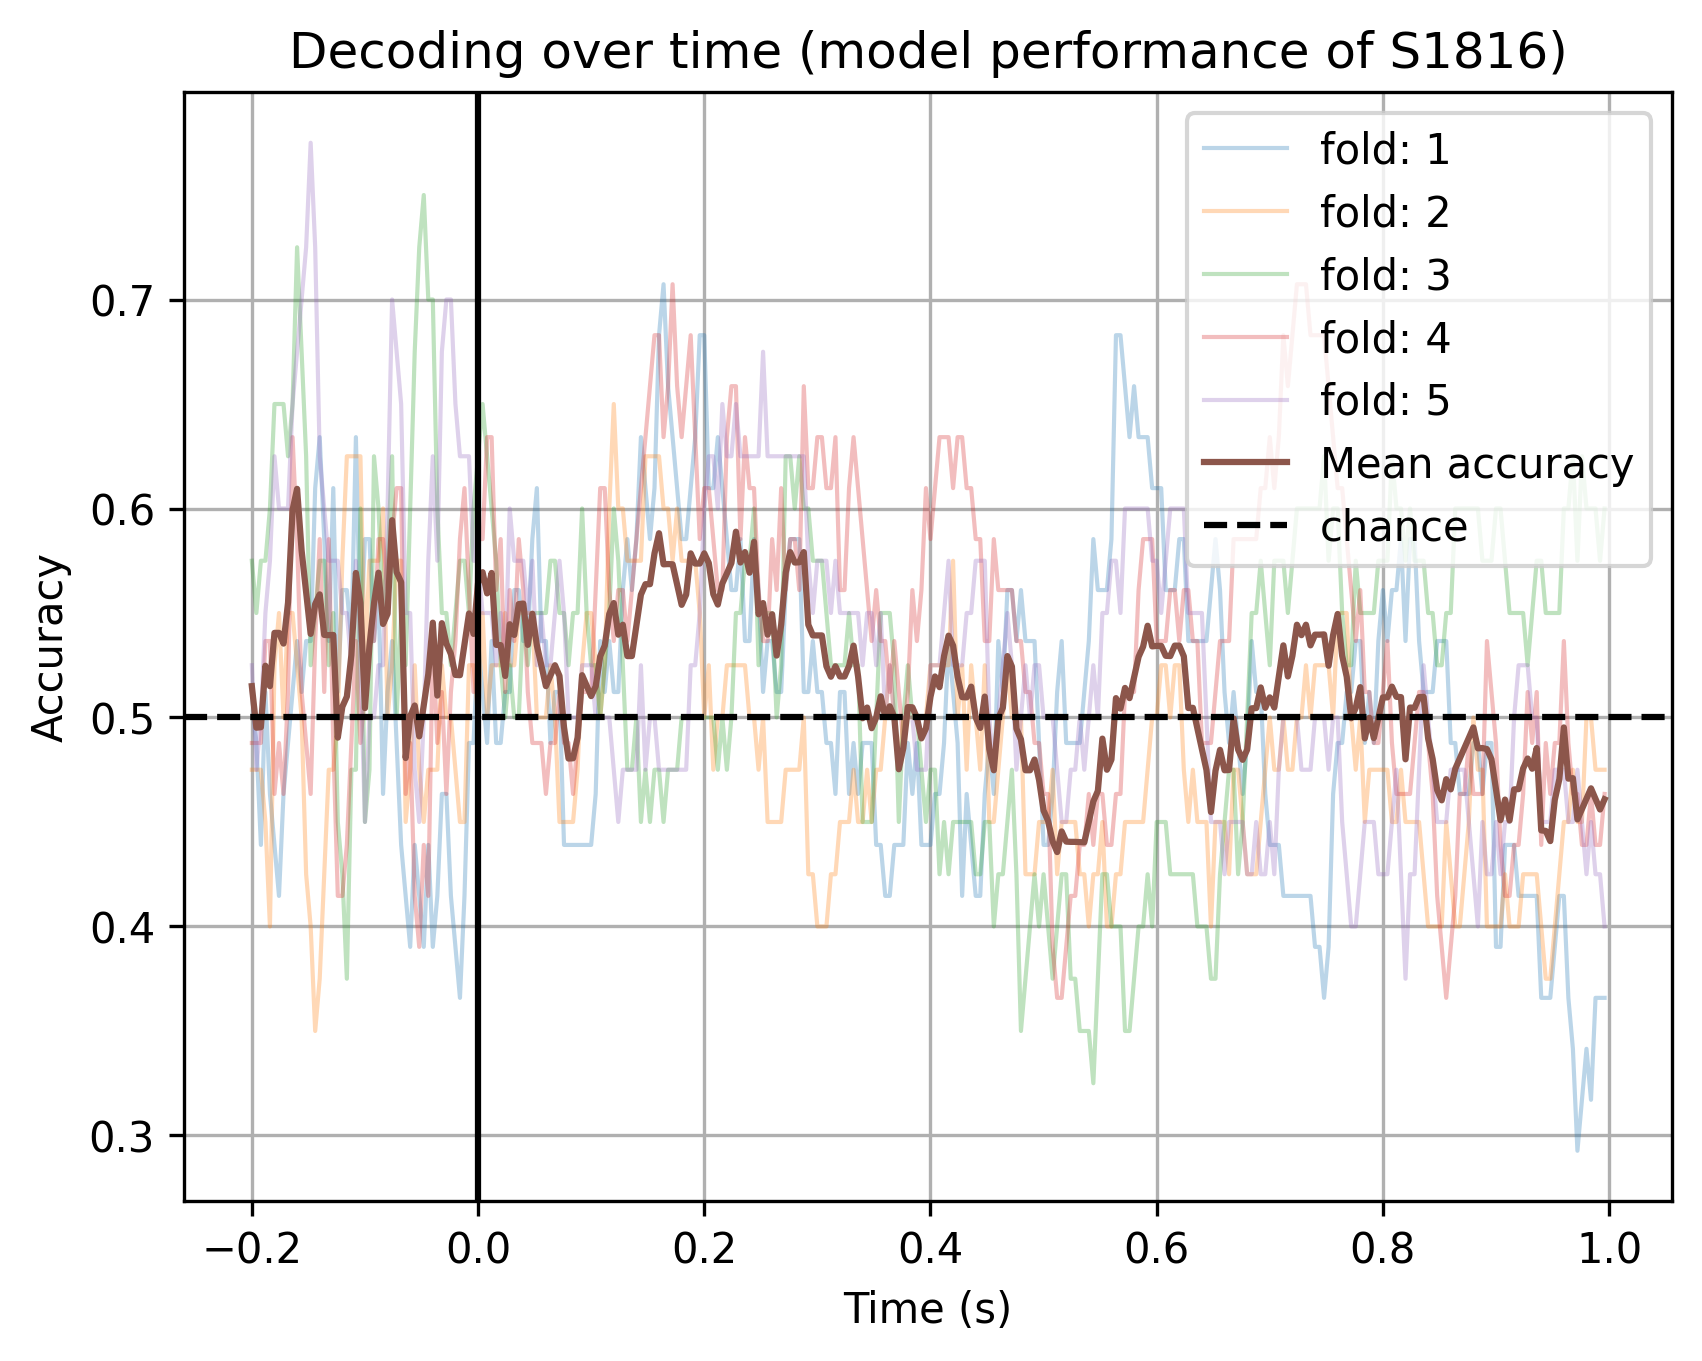 Decoding over time (model performance of S1816)
fold: 1
fold: 2
fold: 3
fold: 4
fold: 5
Mean accuracy
chance
Accuracy
0.7
0.6
0.5
0.4
0.3
−0.2 0.0 0.2 0.4 0.6 0.8 1.0
Time (s)